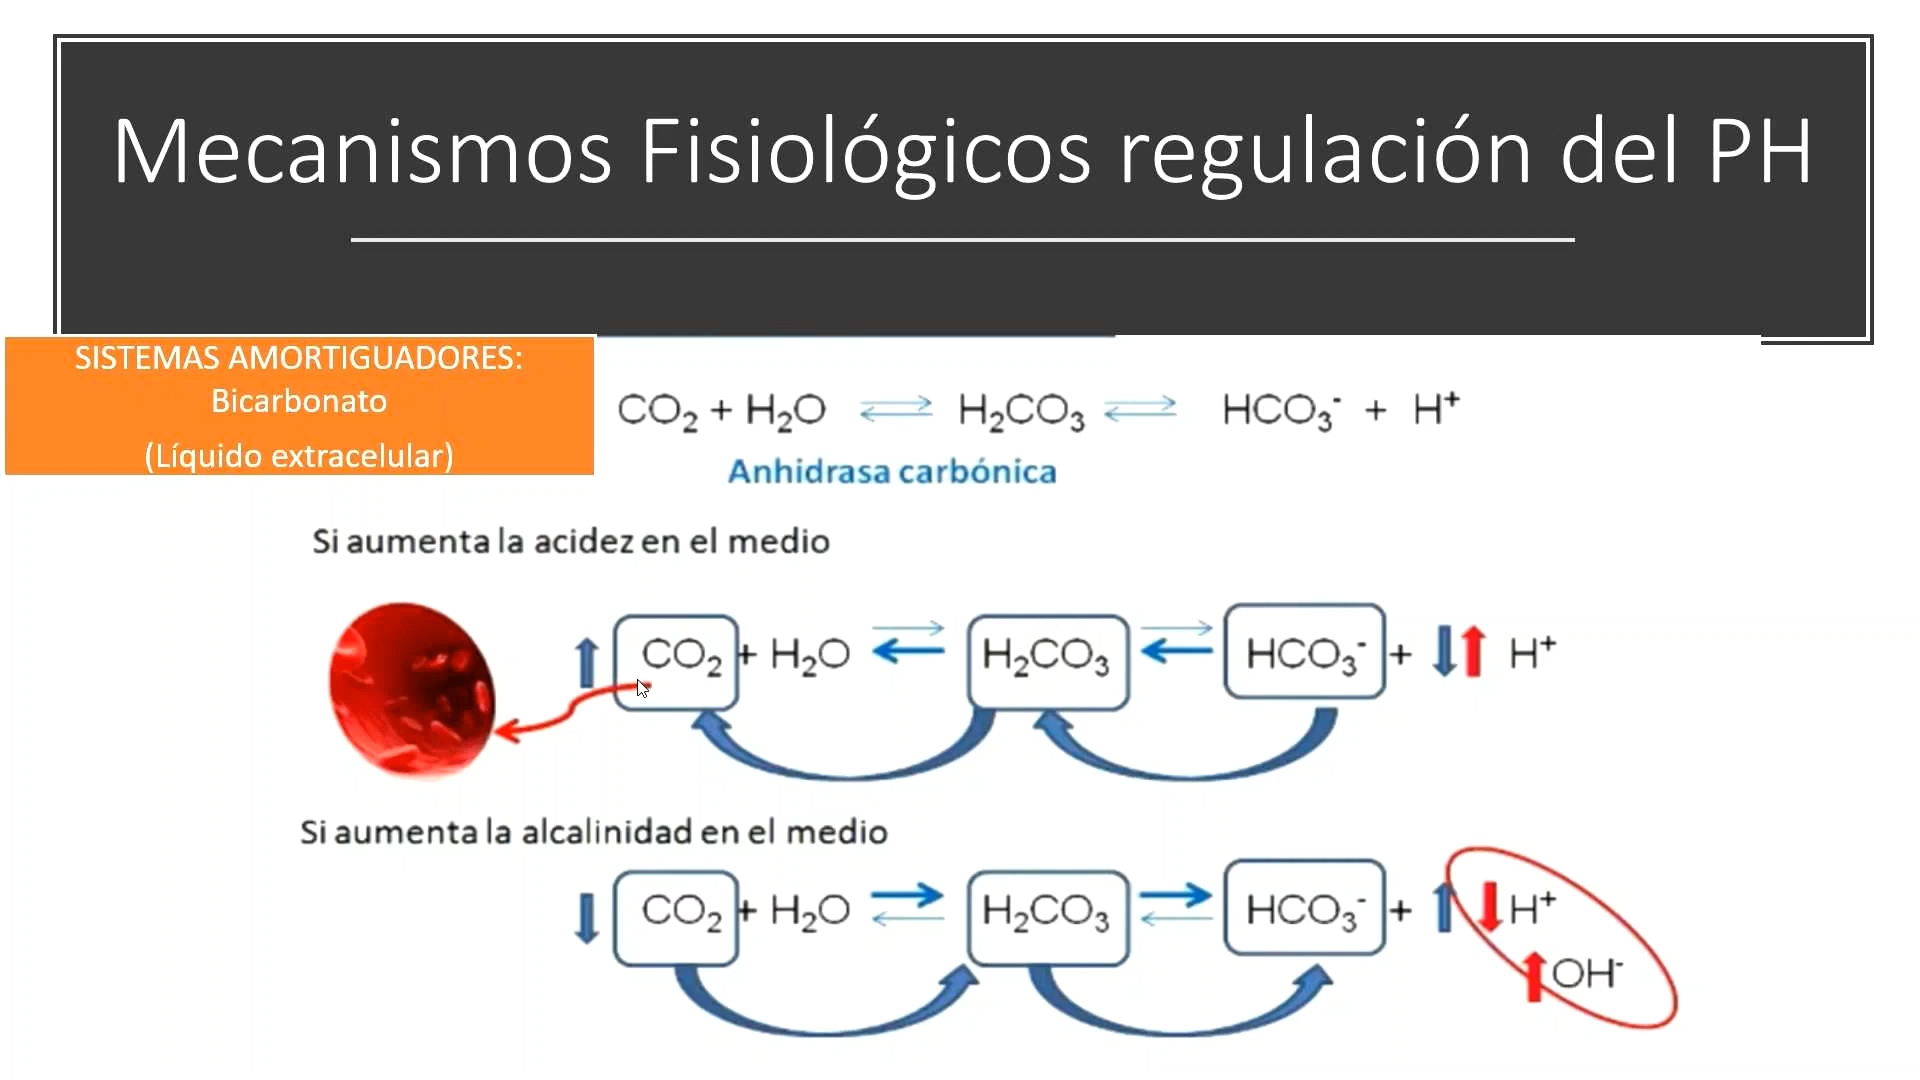 Mecanismos Fisiológicos regulación del PH
SISTEMAS AMORTIGUADORES:
Bicarbonato
(Líquido extracelular)
CO₂ + H₂O ⇄ H₂CO₃ ⇄ HCO₃⁻ + H⁺
Anhidrasa carbónica
Si aumenta la acidez en el medio
↑ CO₂ + H₂O ⇄ H₂CO₃ ⇄ HCO₃⁻ + ↓↑ H⁺
Si aumenta la alcalinidad en el medio
↓ CO₂ + H₂O ⇄ H₂CO₃ ⇄ HCO₃⁻ + ↑ ↓ H⁺
↑ OH⁻